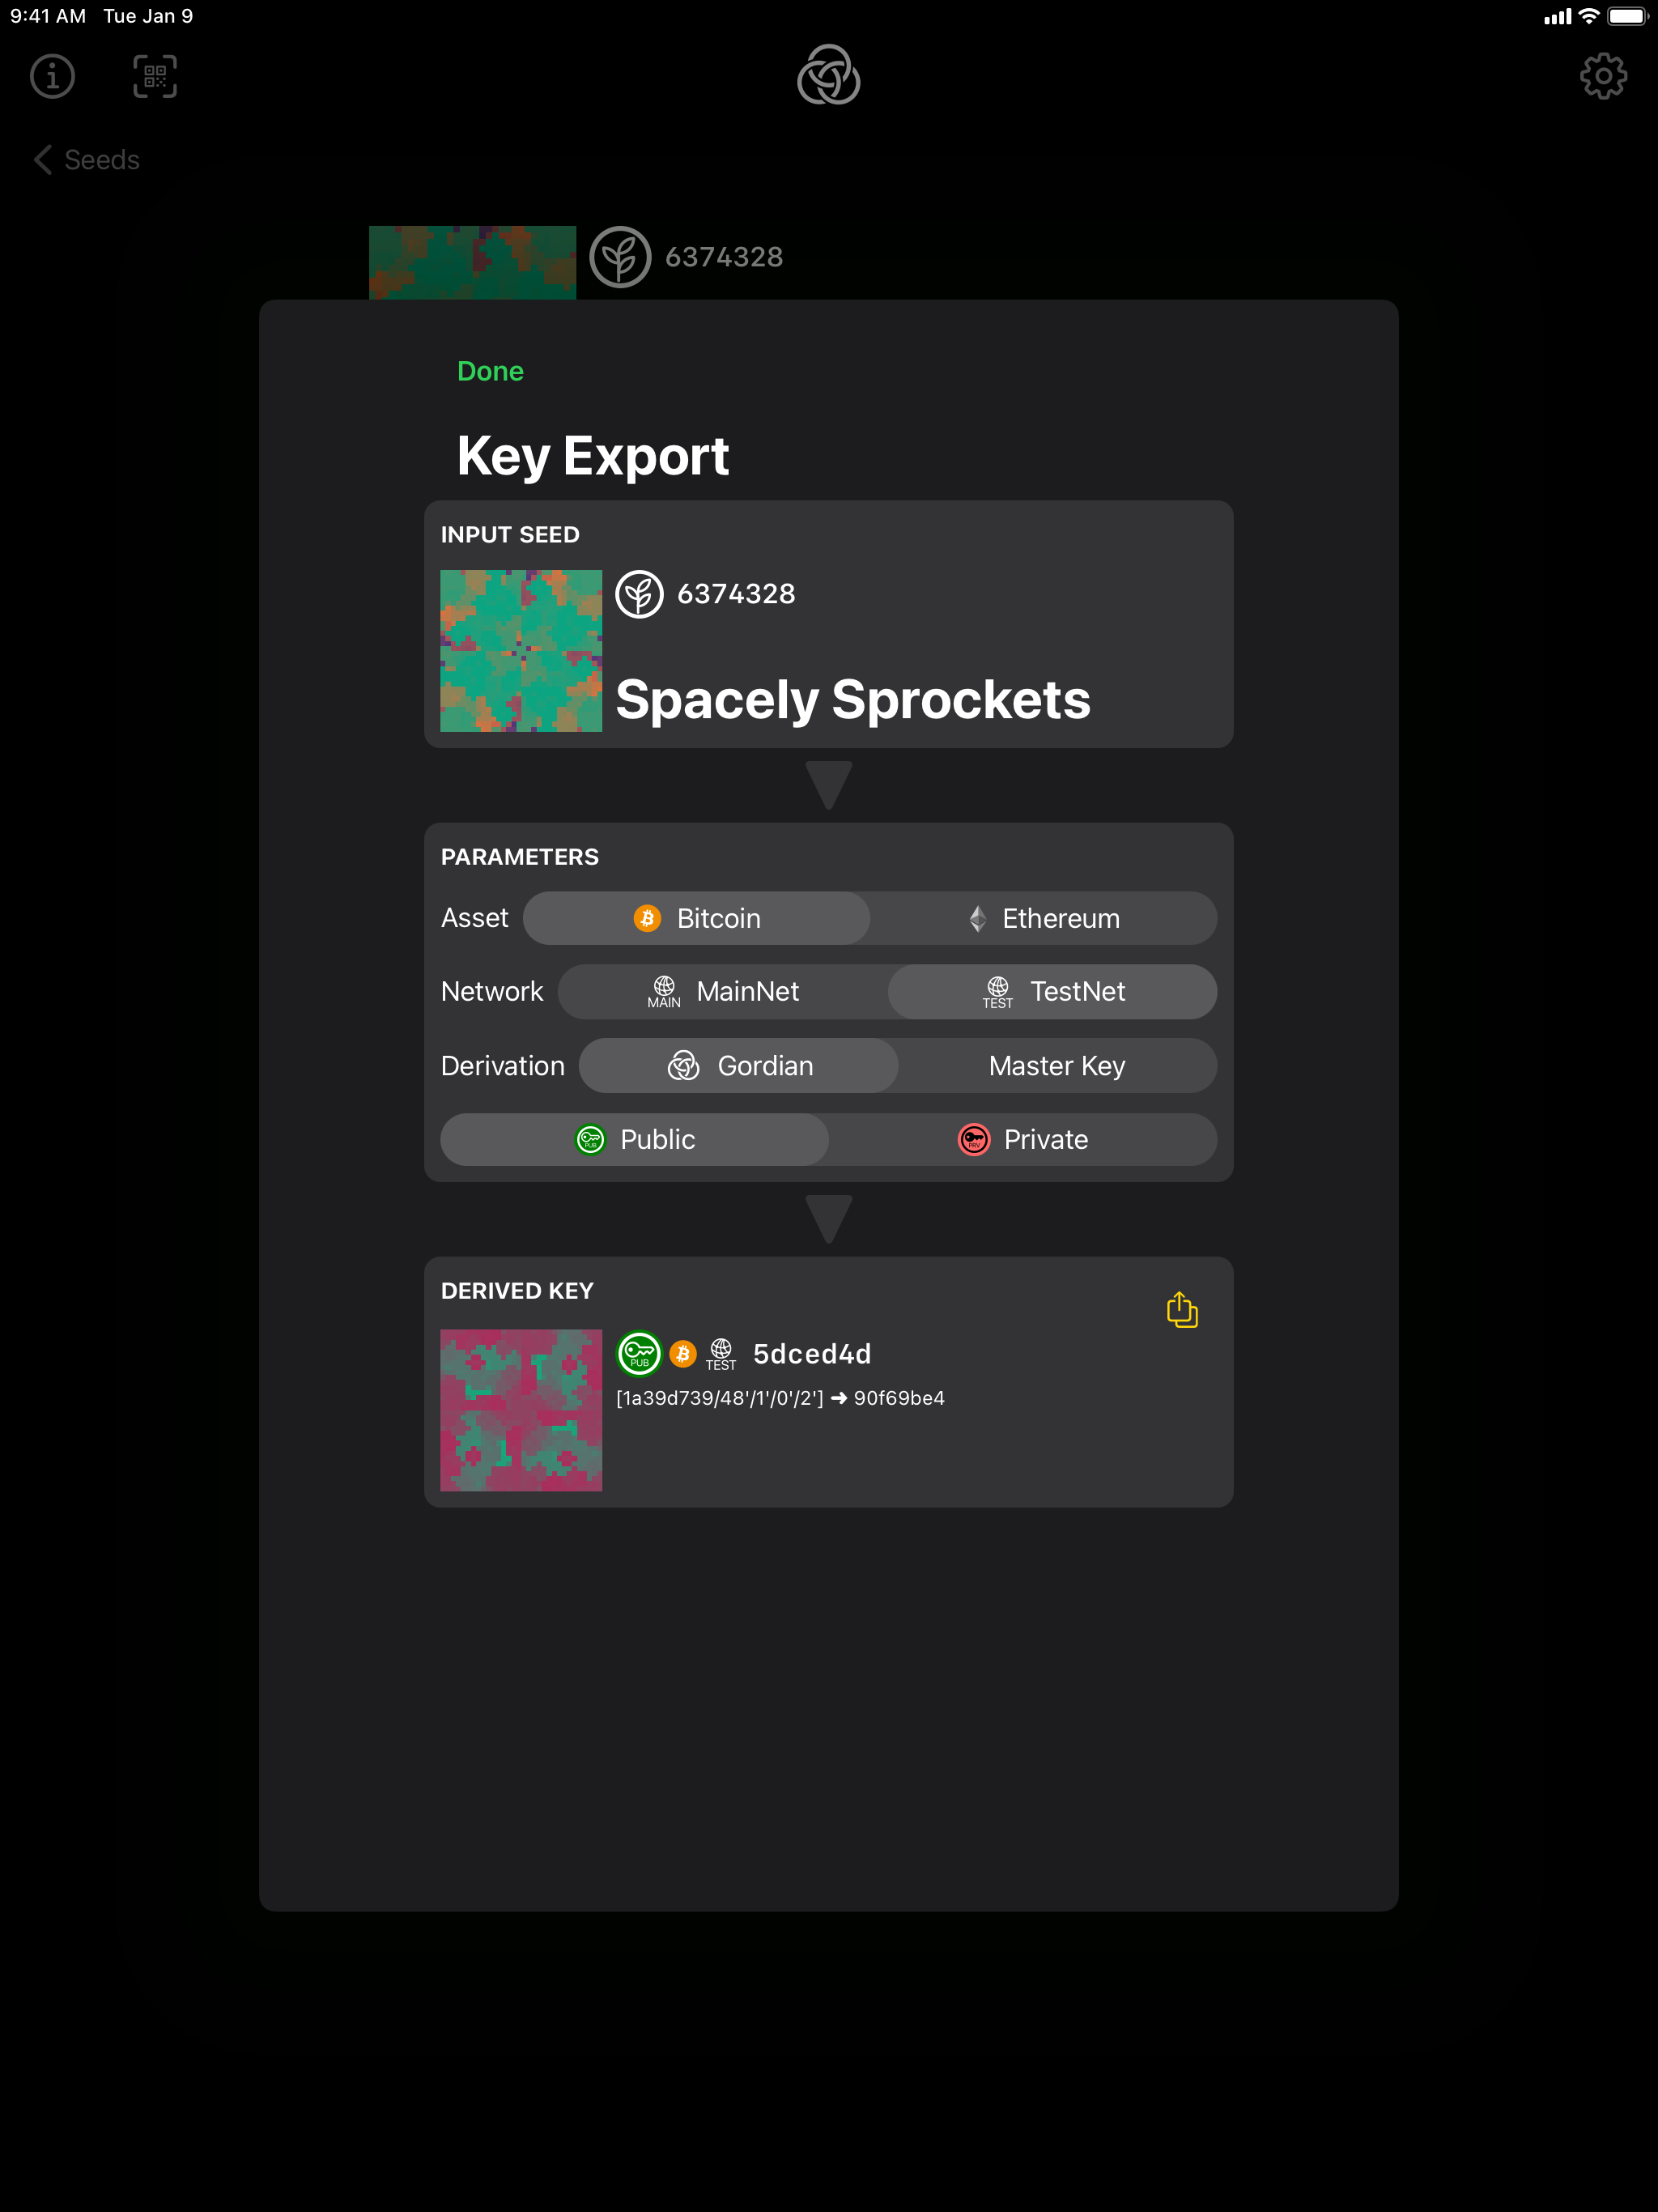 9:41 AM Tue Jan 9
Seeds
6374328
Done
Key Export
INPUT SEED
6374328
Spacely Sprockets
PARAMETERS
Asset Bitcoin Ethereum
Network MAIN MainNet TEST TestNet
Derivation Gordian Master Key
PUB Public PRV Private
DERIVED KEY
PUB TEST 5dced4d
[1a39d739/48'/1'/0'/2'] ➜ 90f69be4